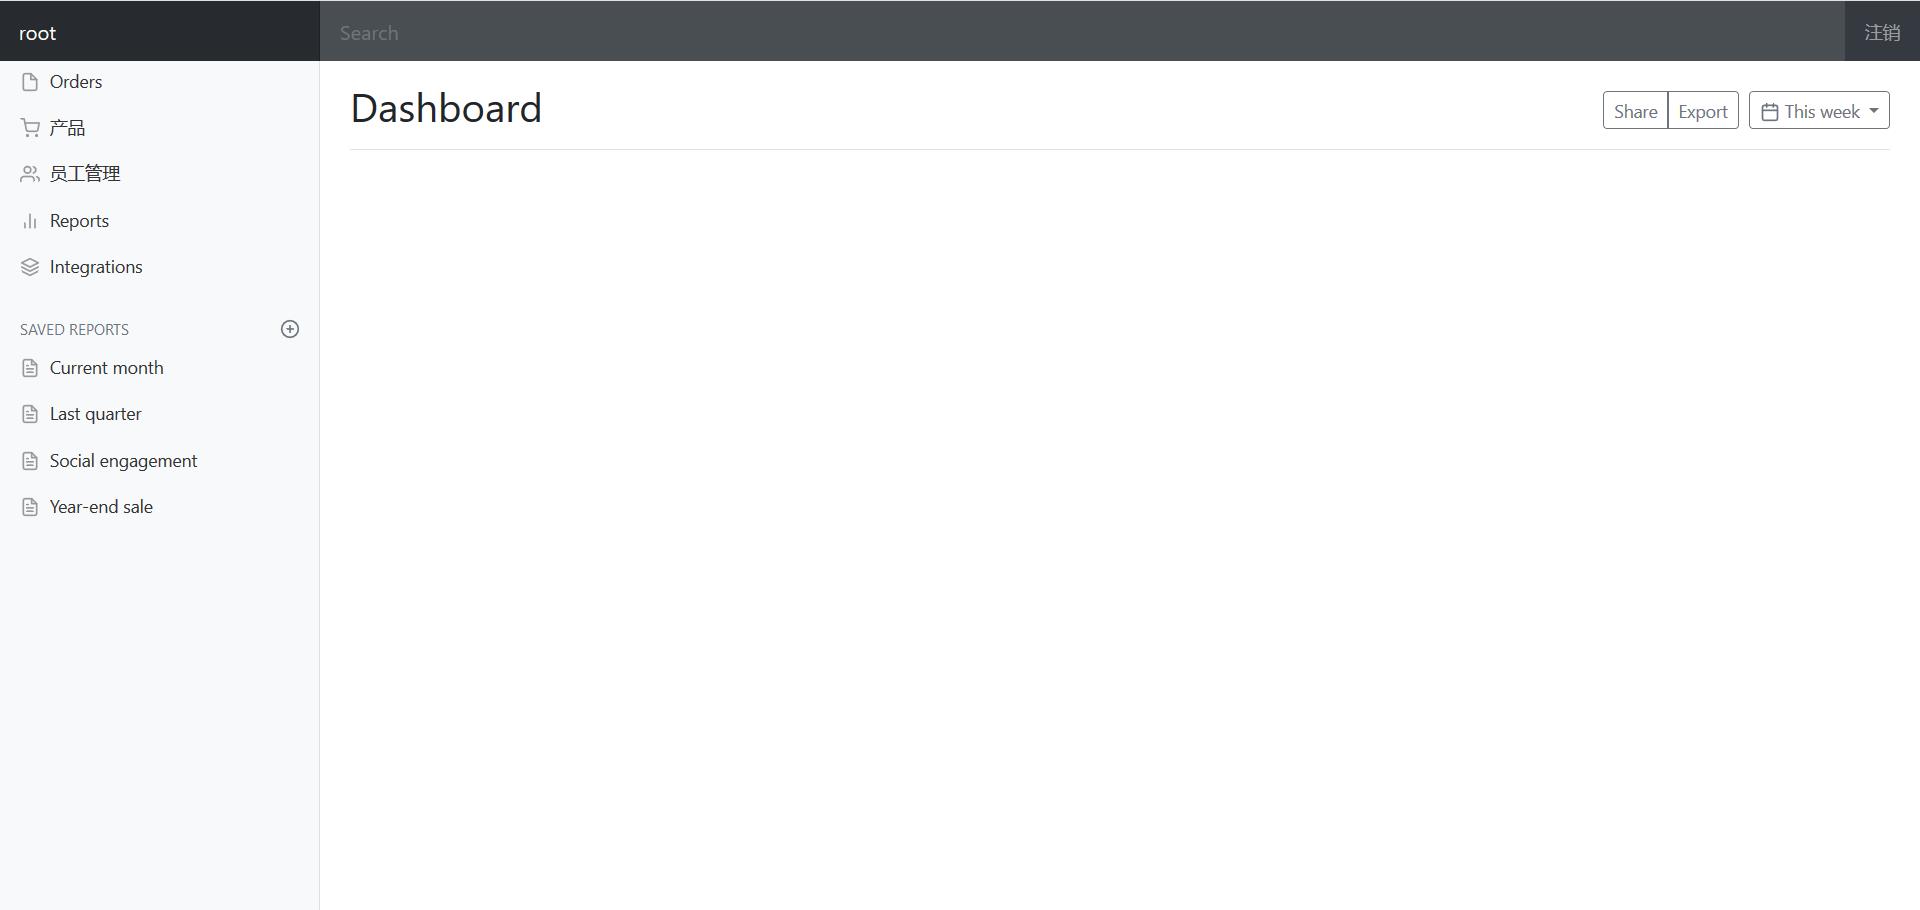 root
Search
注销
Orders
产品
员工管理
Reports
Integrations
SAVED REPORTS
Current month
Last quarter
Social engagement
Year-end sale
Dashboard
Share
Export
This week